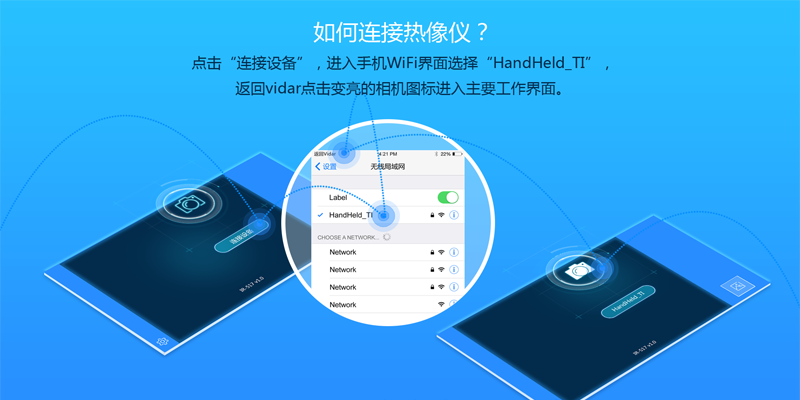 如何连接热像仪？
点击“连接设备”，进入手机WiFi界面选择“HandHeld_TI”，
返回vidar点击变亮的相机图标进入主要工作界面。
返回Vidar 4:21 PM 22%
设置 无线局域网
Label
HandHeld_TI
CHOOSE A NETWORK...
Network
Network
Network
Network
连接设备
IR-517 v1.0
HandHeld_TI
IR-517 v1.0